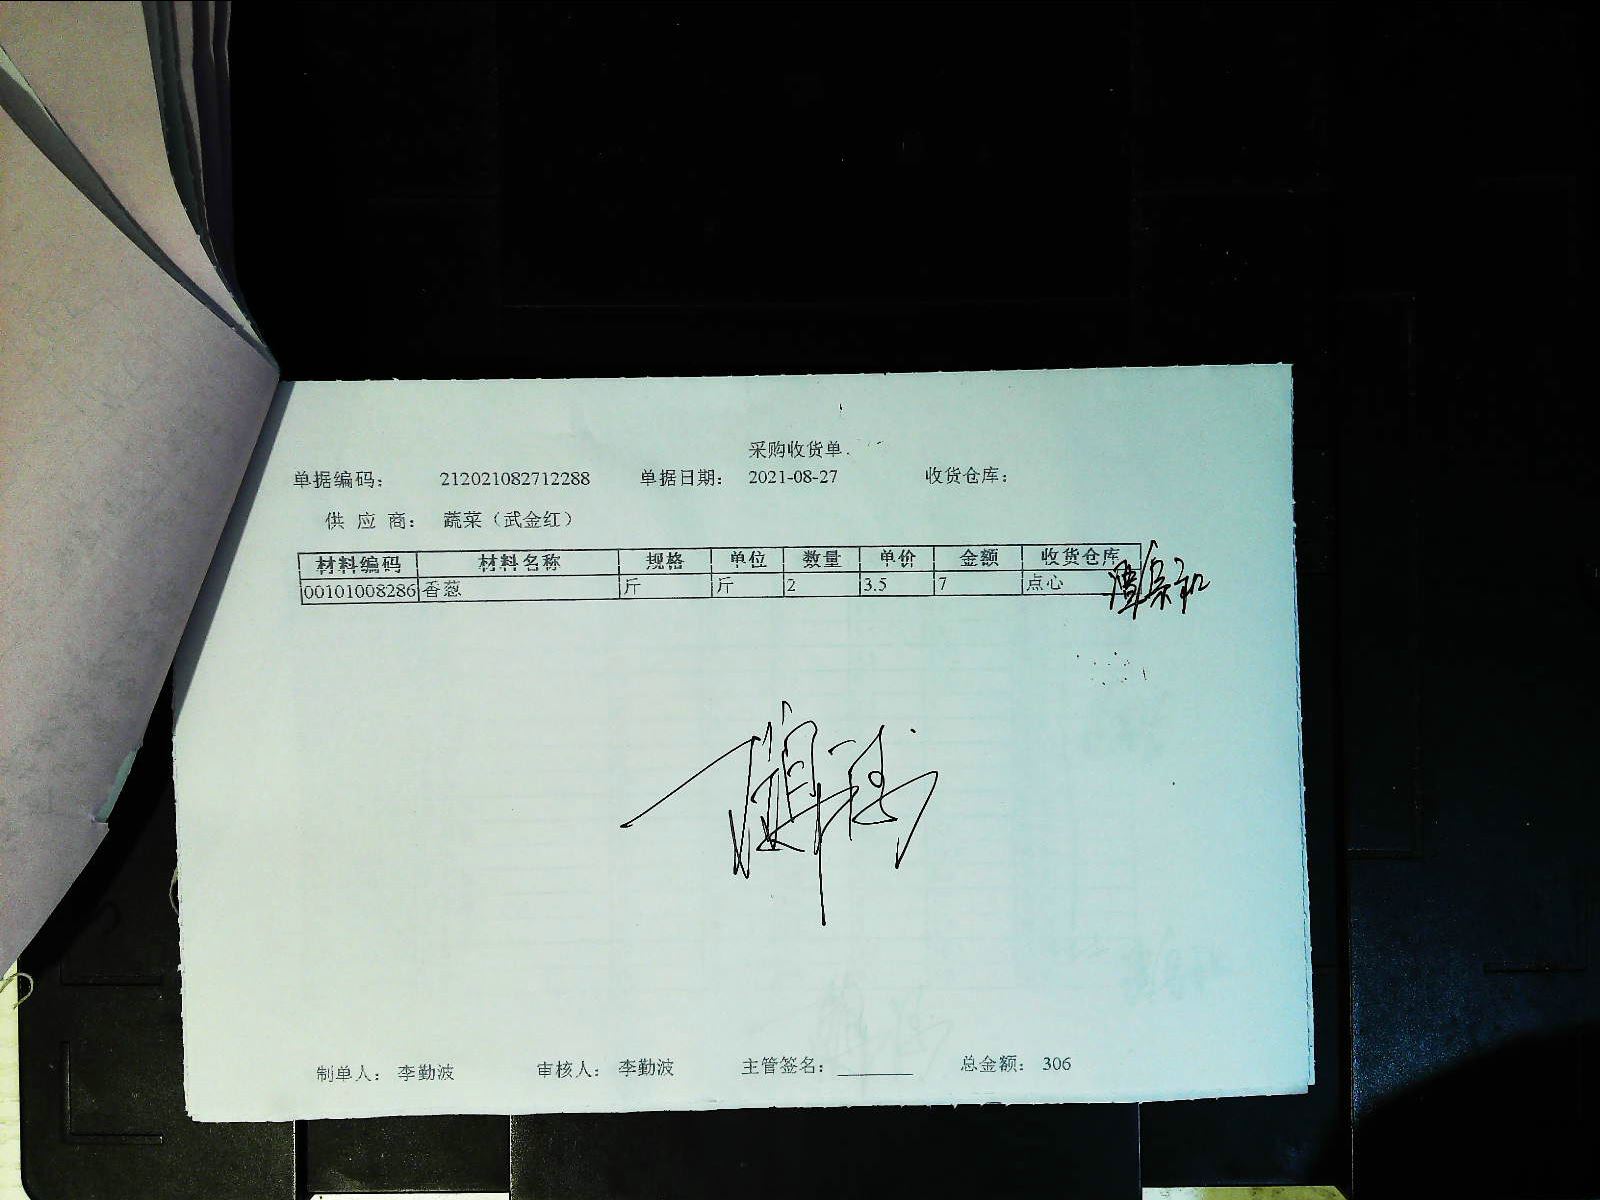 采购收货单
单据编码： 212021082712288 单据日期： 2021-08-27 收货仓库：
供 应 商： 蔬菜（武金红）
材料编码 材料名称 规格 单位 数量 单价 金额 收货仓库
00101008286 香葱 斤 斤 2 3.5 7 点心
制单人： 李勤波 审核人： 李勤波 主管签名： 总金额： 306